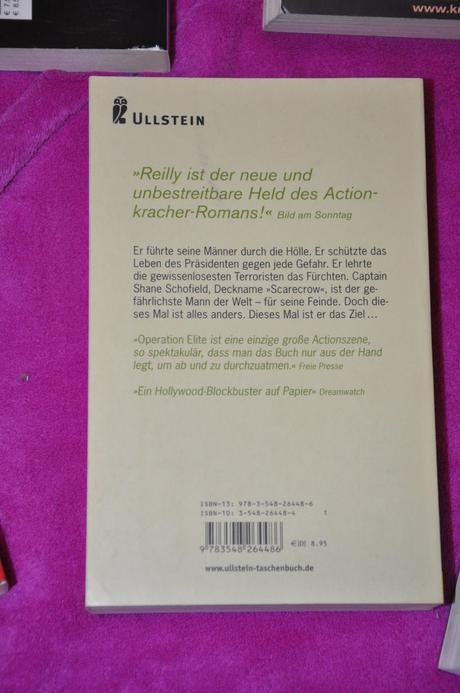 € 7.
€ 8.
www.kr
ULLSTEIN
»Reilly ist der neue und
unbestreitbare Held des Action-
kracher-Romans!« Bild am Sonntag
Er führte seine Männer durch die Hölle. Er schützte das
Leben des Präsidenten gegen jede Gefahr. Er lehrte
die gewissenlosesten Terroristen das Fürchten. Captain
Shane Schofield, Deckname »Scarecrow«, ist der ge-
fährlichste Mann der Welt – für seine Feinde. Doch die-
ses Mal ist alles anders. Dieses Mal ist er das Ziel ...
»Operation Elite ist eine einzige große Actionszene,
so spektakulär, dass man das Buch nur aus der Hand
legt, um ab und zu durchzuatmen.« Freie Presse
»Ein Hollywood-Blockbuster auf Papier« Dreamwatch
ISBN-13: 978-3-548-26448-6
ISBN-10: 3-548-26448-4 1
9 783548 264486
€[D] 8.95
www.ullstein-taschenbuch.de